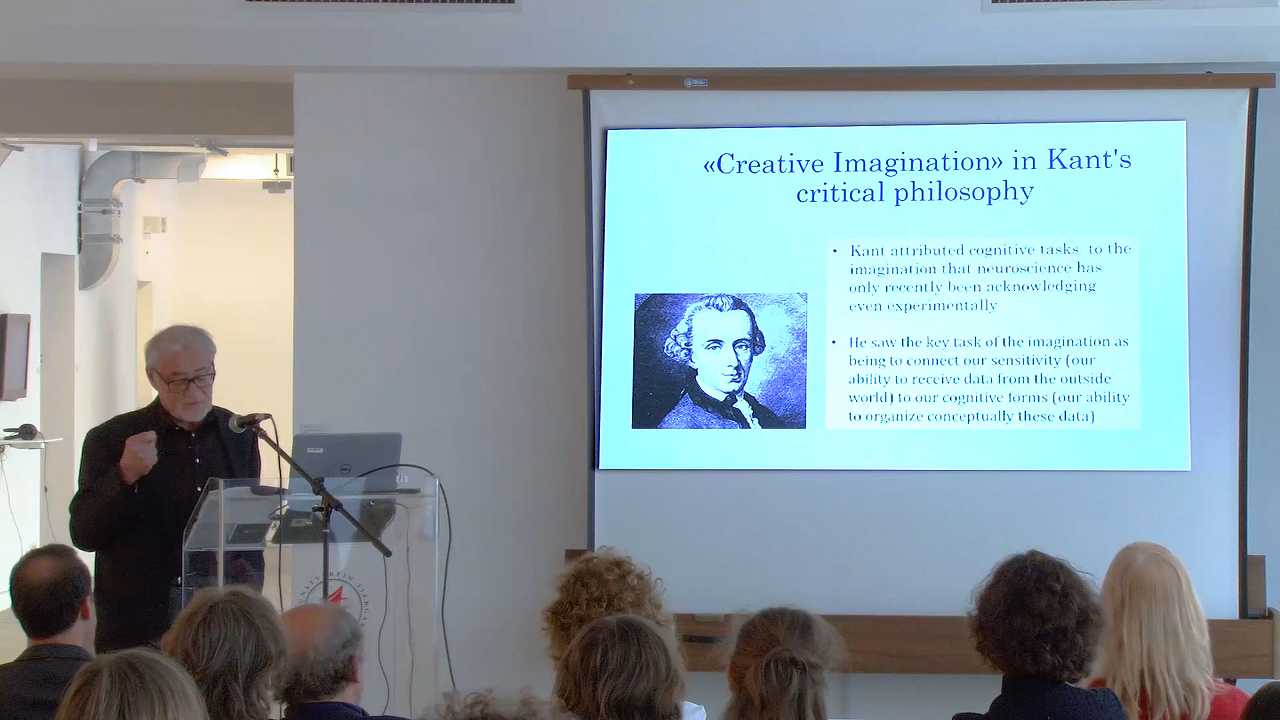 «Creative Imagination» in Kant's
critical philosophy
• Kant attributed cognitive tasks to the
imagination that neuroscience has
only recently been acknowledging
even experimentally
• He saw the key task of the imagination as
being to connect our sensitivity (our
ability to receive data from the outside
world) to our cognitive forms (our ability
to organize conceptually these data)
DELL